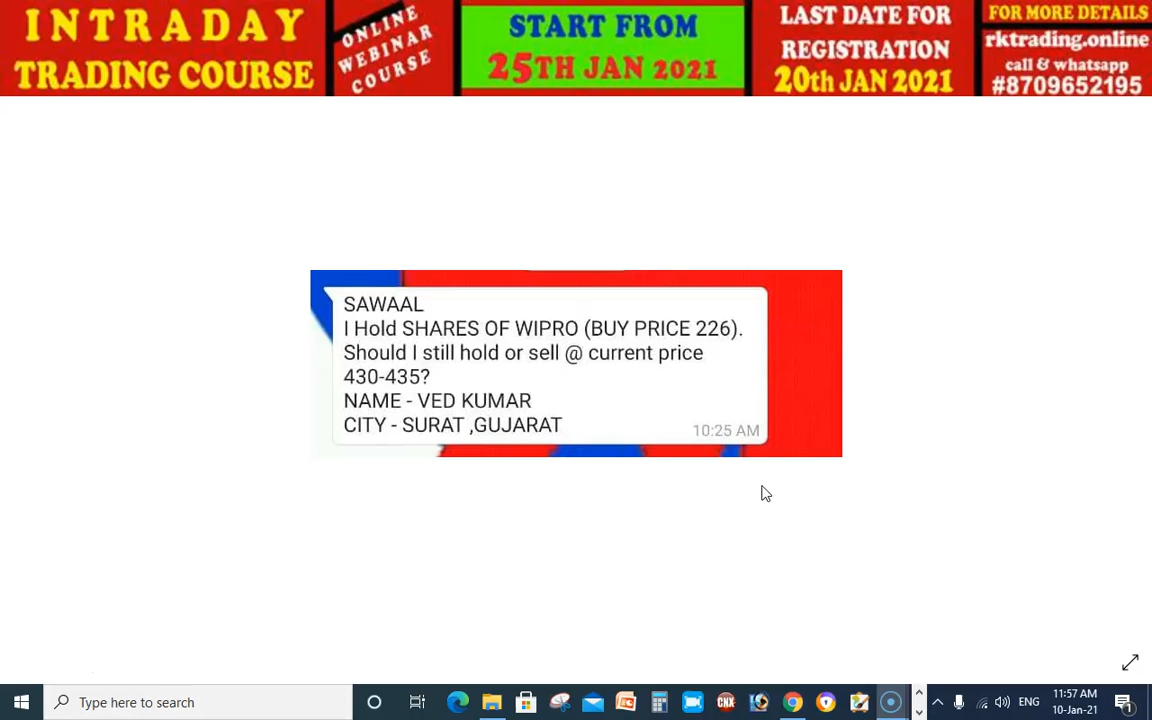 INTRADAY
TRADING COURSE
ONLINE
WEBINAR
COURSE
START FROM
25TH JAN 2021
LAST DATE FOR
REGISTRATION
20th JAN 2021
FOR MORE DETAILS
rktrading.online
call & whatsapp
#8709652195
SAWAAL
I Hold SHARES OF WIPRO (BUY PRICE 226).
Should I still hold or sell @ current price
430-435?
NAME - VED KUMAR
CITY - SURAT ,GUJARAT
10:25 AM
Type here to search
CNX
ENG
11:57 AM
10-Jan-21
1